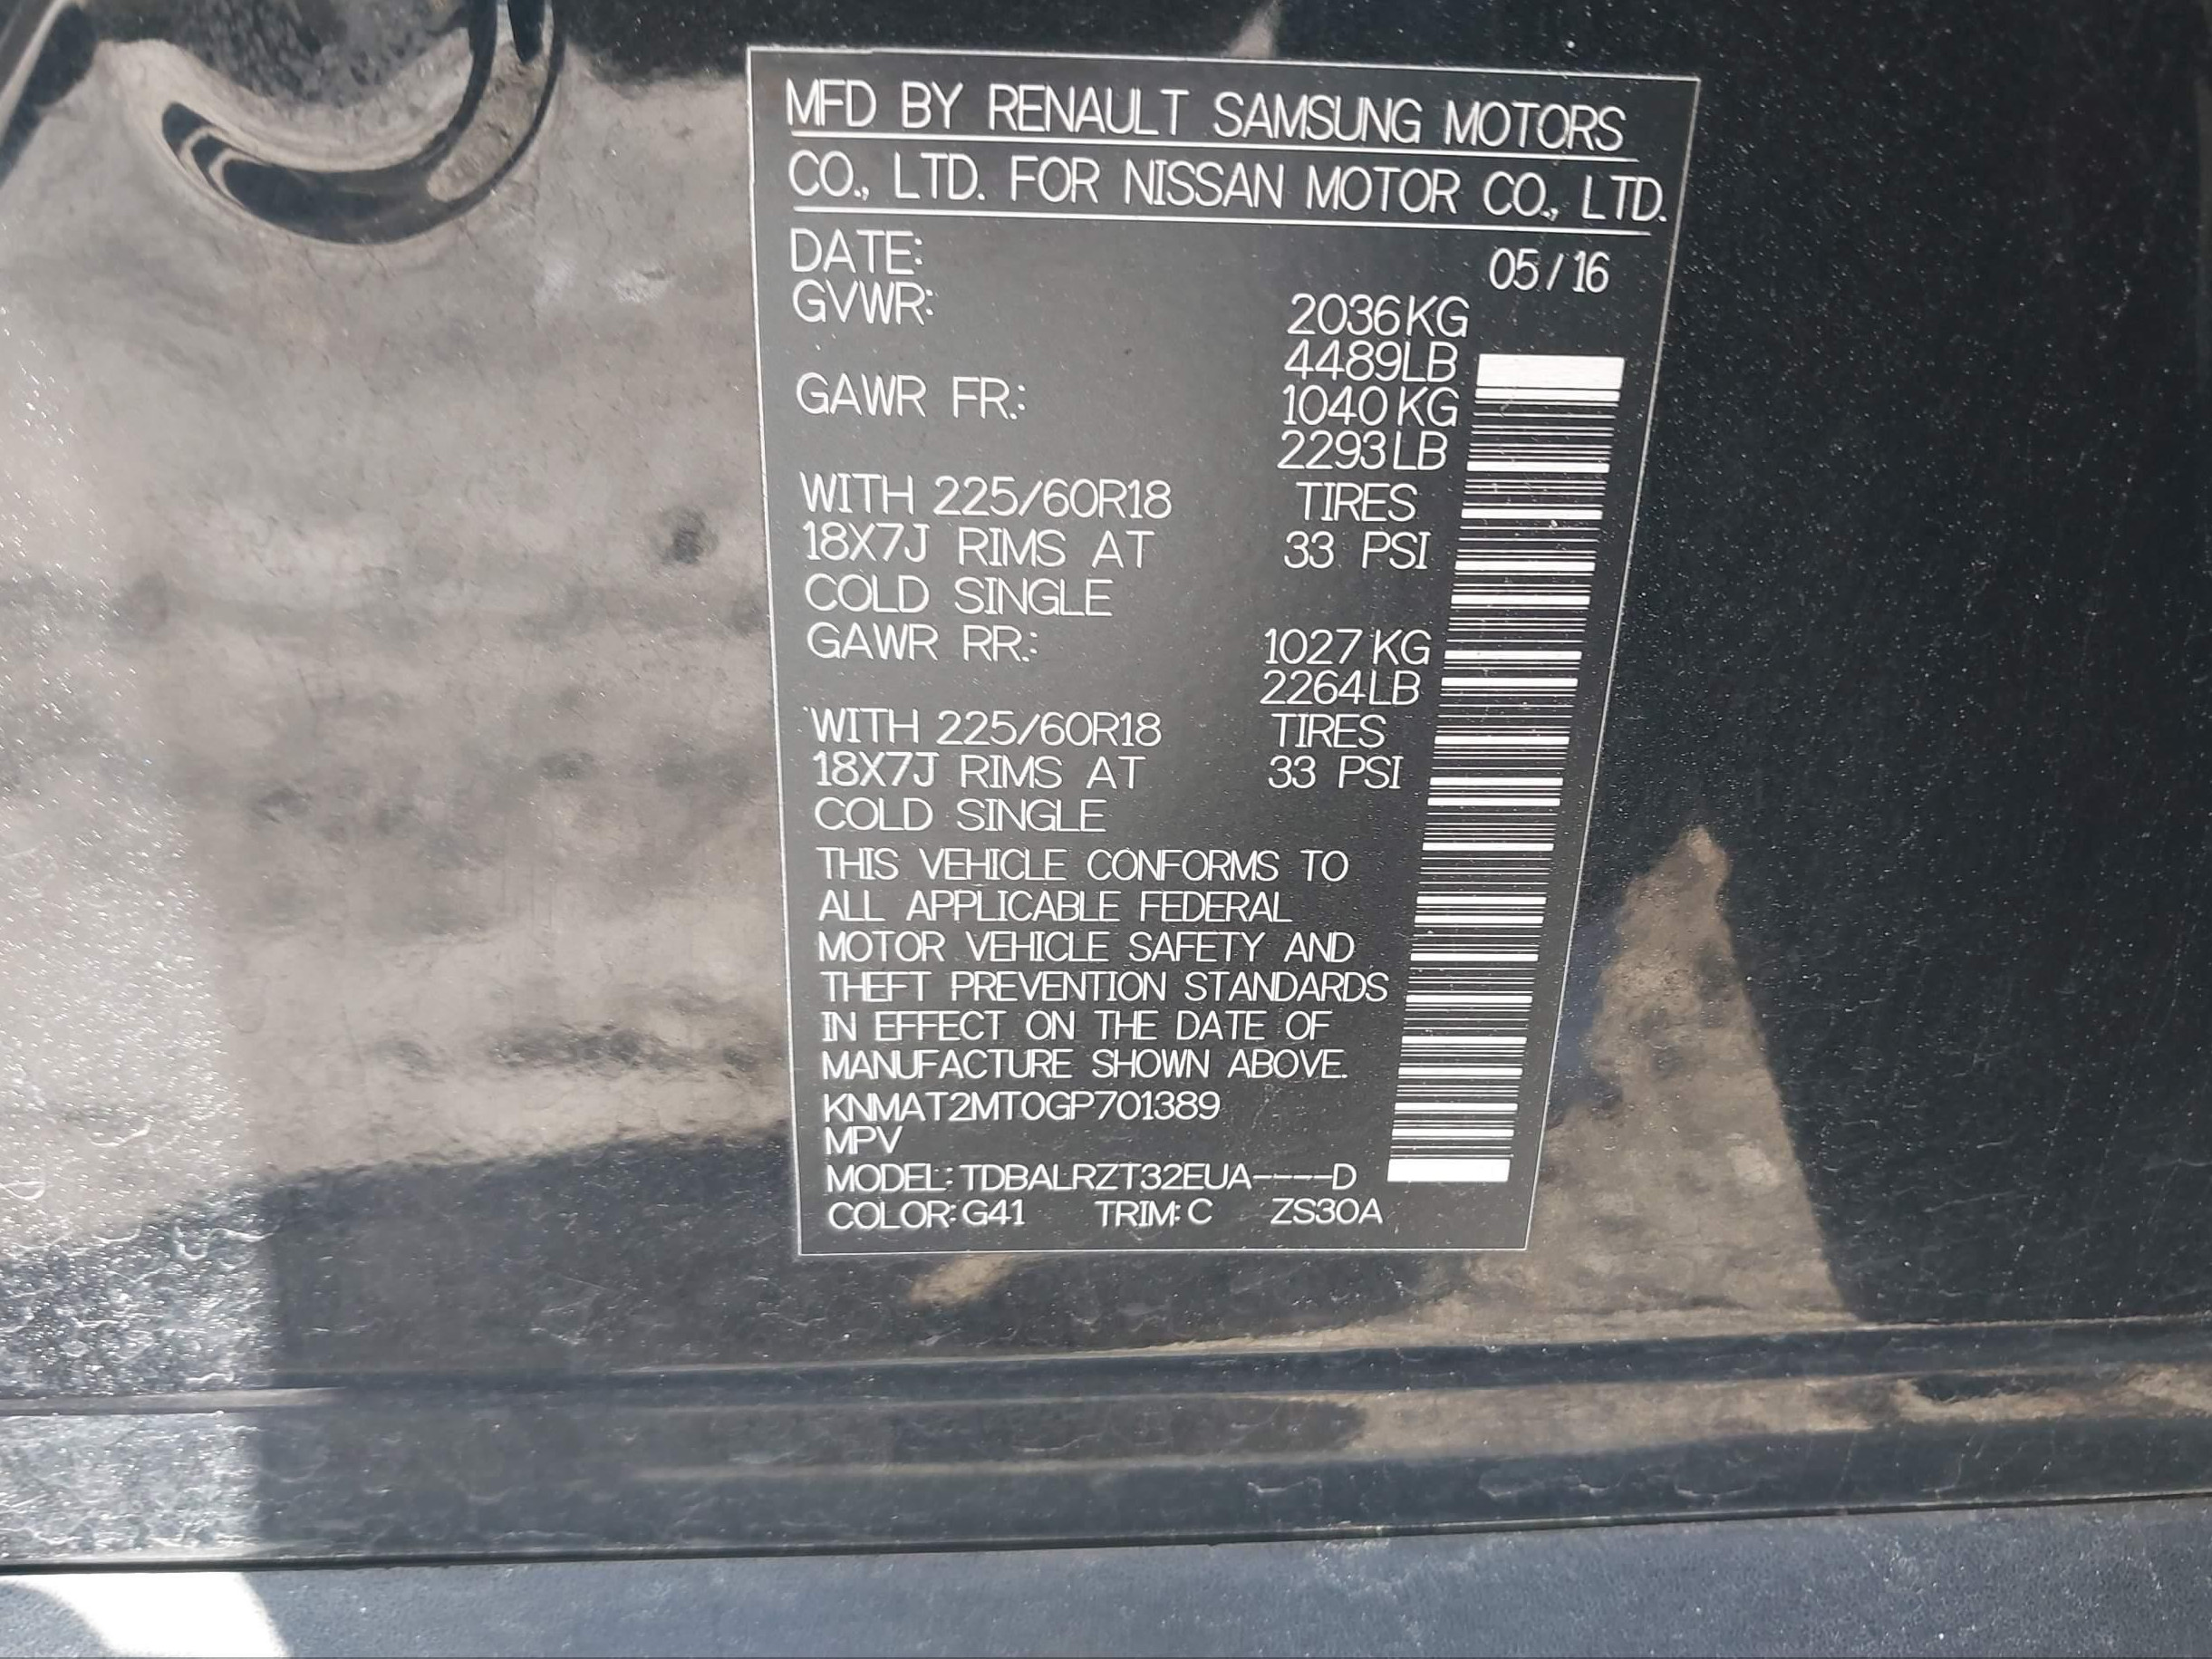 MFD BY RENAULT SAMSUNG MOTORS
CO., LTD. FOR NISSAN MOTOR CO., LTD.
DATE: 05/16
GVWR: 2036KG
4489LB
GAWR FR.: 1040KG
2293LB
WITH 225/60R18 TIRES
18X7J RIMS AT 33 PSI
COLD SINGLE
GAWR RR.: 1027KG
2264LB
WITH 225/60R18 TIRES
18X7J RIMS AT 33 PSI
COLD SINGLE
THIS VEHICLE CONFORMS TO
ALL APPLICABLE FEDERAL
MOTOR VEHICLE SAFETY AND
THEFT PREVENTION STANDARDS
IN EFFECT ON THE DATE OF
MANUFACTURE SHOWN ABOVE.
KNMAT2MT0GP701389
MPV
MODEL: TDBALRZT32EUA----D
COLOR: G41 TRIM: C ZS30A